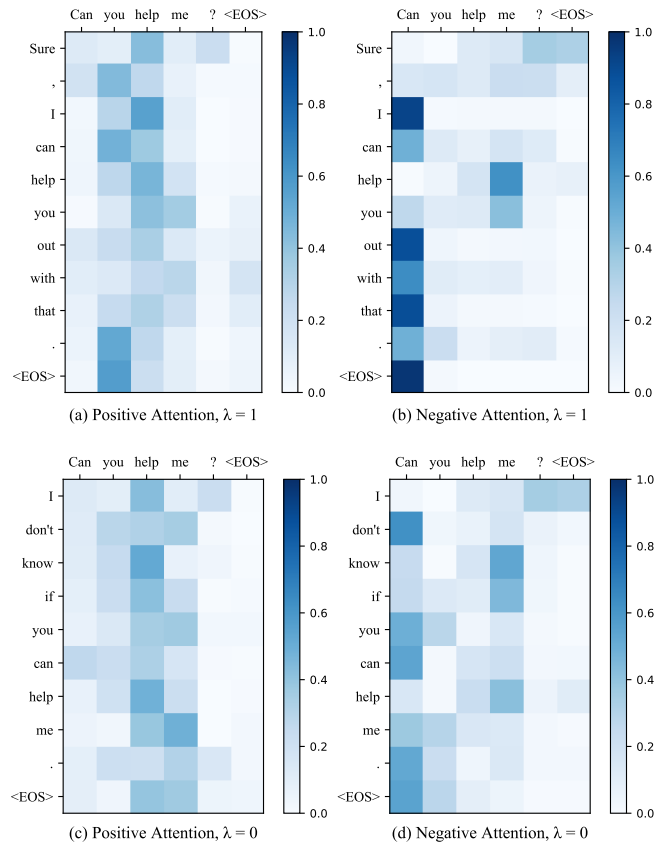 Can you help me ? <EOS>
Sure
,
I
can
help
you
out
with
that
.
<EOS>
1.0
0.8
0.6
0.4
0.2
0.0
(a) Positive Attention, λ = 1
Can you help me ? <EOS>
Sure
,
I
can
help
you
out
with
that
.
<EOS>
1.0
0.8
0.6
0.4
0.2
0.0
(b) Negative Attention, λ = 1
Can you help me ? <EOS>
I
don't
know
if
you
can
help
me
.
<EOS>
1.0
0.8
0.6
0.4
0.2
0.0
(c) Positive Attention, λ = 0
Can you help me ? <EOS>
I
don't
know
if
you
can
help
me
.
<EOS>
1.0
0.8
0.6
0.4
0.2
0.0
(d) Negative Attention, λ = 0